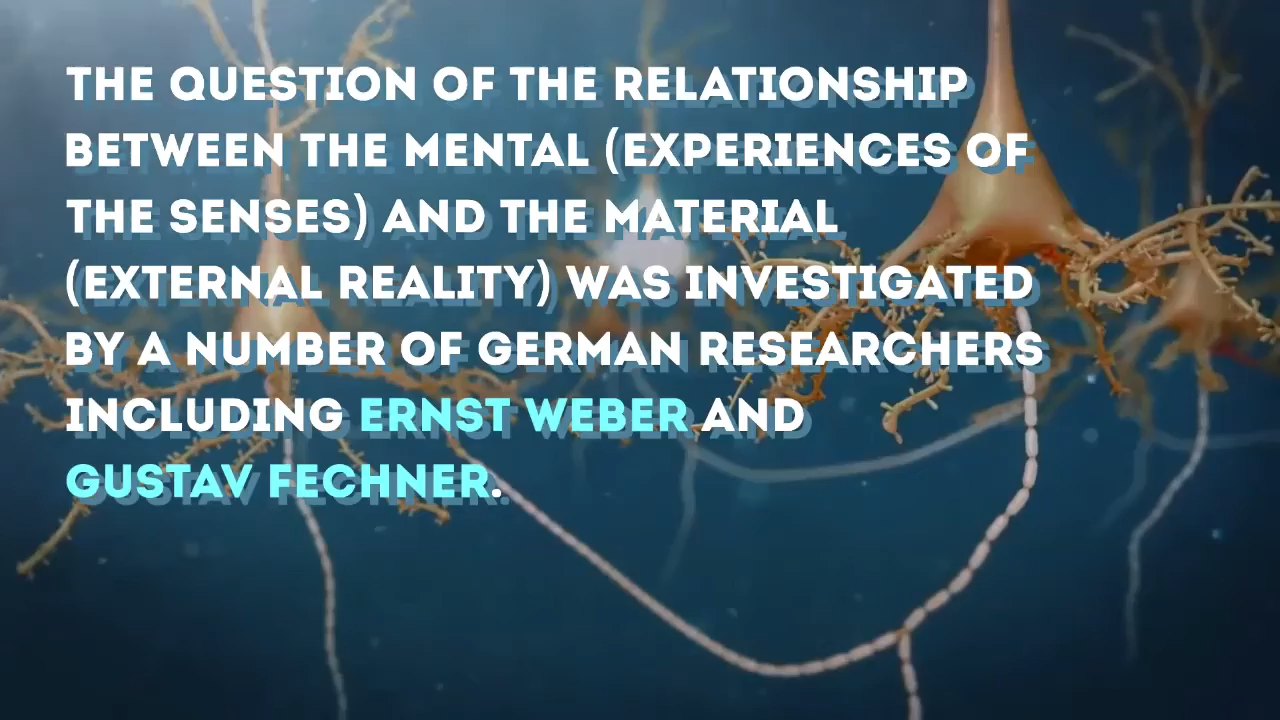 THE QUESTION OF THE RELATIONSHIP
BETWEEN THE MENTAL (EXPERIENCES OF
THE SENSES) AND THE MATERIAL
(EXTERNAL REALITY) WAS INVESTIGATED
BY A NUMBER OF GERMAN RESEARCHERS
INCLUDING ERNST WEBER AND
GUSTAV FECHNER.